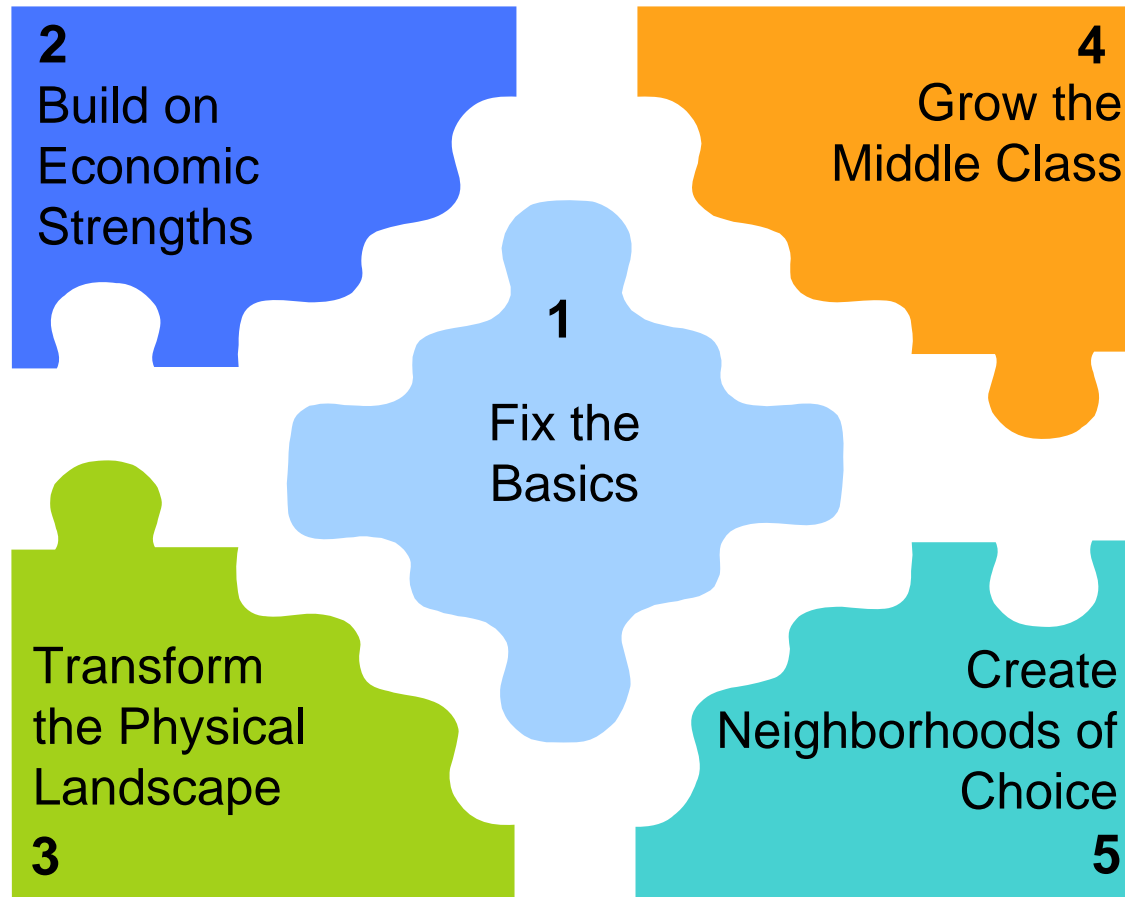 2
Build on
Economic
Strengths
4
Grow the
Middle Class
1
Fix the
Basics
Transform
the Physical
Landscape
3
Create
Neighborhoods of
Choice
5